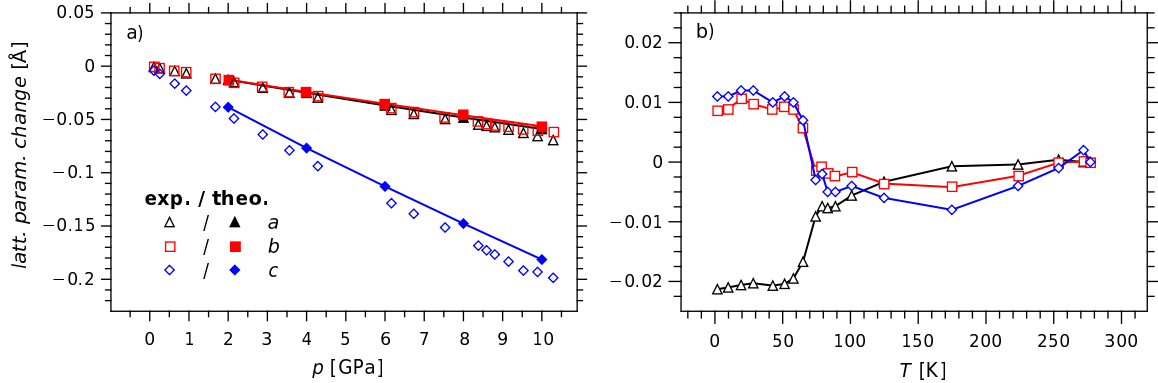 a)
latt. param. change [Å]
0.05
0
−0.05
−0.1
−0.15
−0.2
exp. / theo.
/ a
/ b
/ c
0 1 2 3 4 5 6 7 8 9 10
p [GPa]
b)
0.02
0.01
0
−0.01
−0.02
0 50 100 150 200 250 300
T [K]